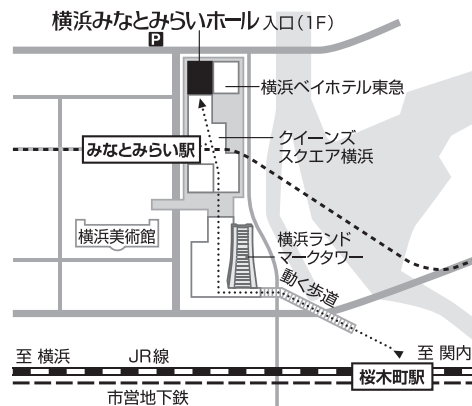 横浜みなとみらいホール 入口(1F)
P
横浜ベイホテル東急
みなとみらい駅
クイーンズ
スクエア横浜
横浜美術館
横浜ランド
マークタワー
動く歩道
至 横浜
JR線
至 関内
桜木町駅
市営地下鉄